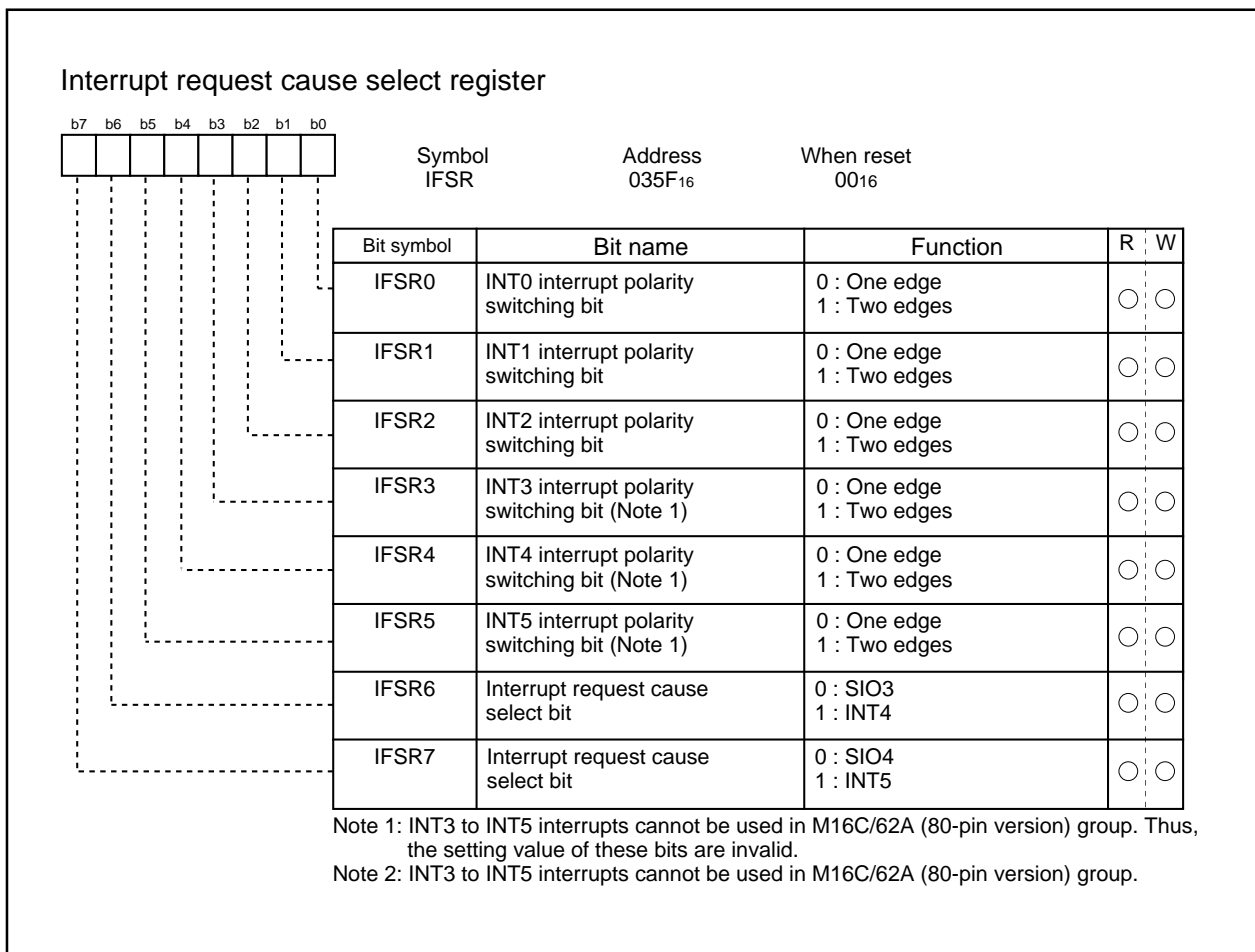 Interrupt request cause select register
b7 b6 b5 b4 b3 b2 b1 b0
Symbol Address When reset
IFSR 035F16 0016
Bit symbol Bit name Function R W
IFSR0 INT0 interrupt polarity 0 : One edge
switching bit 1 : Two edges
IFSR1 INT1 interrupt polarity 0 : One edge
switching bit 1 : Two edges
IFSR2 INT2 interrupt polarity 0 : One edge
switching bit 1 : Two edges
IFSR3 INT3 interrupt polarity 0 : One edge
switching bit (Note 1) 1 : Two edges
IFSR4 INT4 interrupt polarity 0 : One edge
switching bit (Note 1) 1 : Two edges
IFSR5 INT5 interrupt polarity 0 : One edge
switching bit (Note 1) 1 : Two edges
IFSR6 Interrupt request cause 0 : SIO3
select bit 1 : INT4
IFSR7 Interrupt request cause 0 : SIO4
select bit 1 : INT5
Note 1: INT3 to INT5 interrupts cannot be used in M16C/62A (80-pin version) group. Thus,
the setting value of these bits are invalid.
Note 2: INT3 to INT5 interrupts cannot be used in M16C/62A (80-pin version) group.